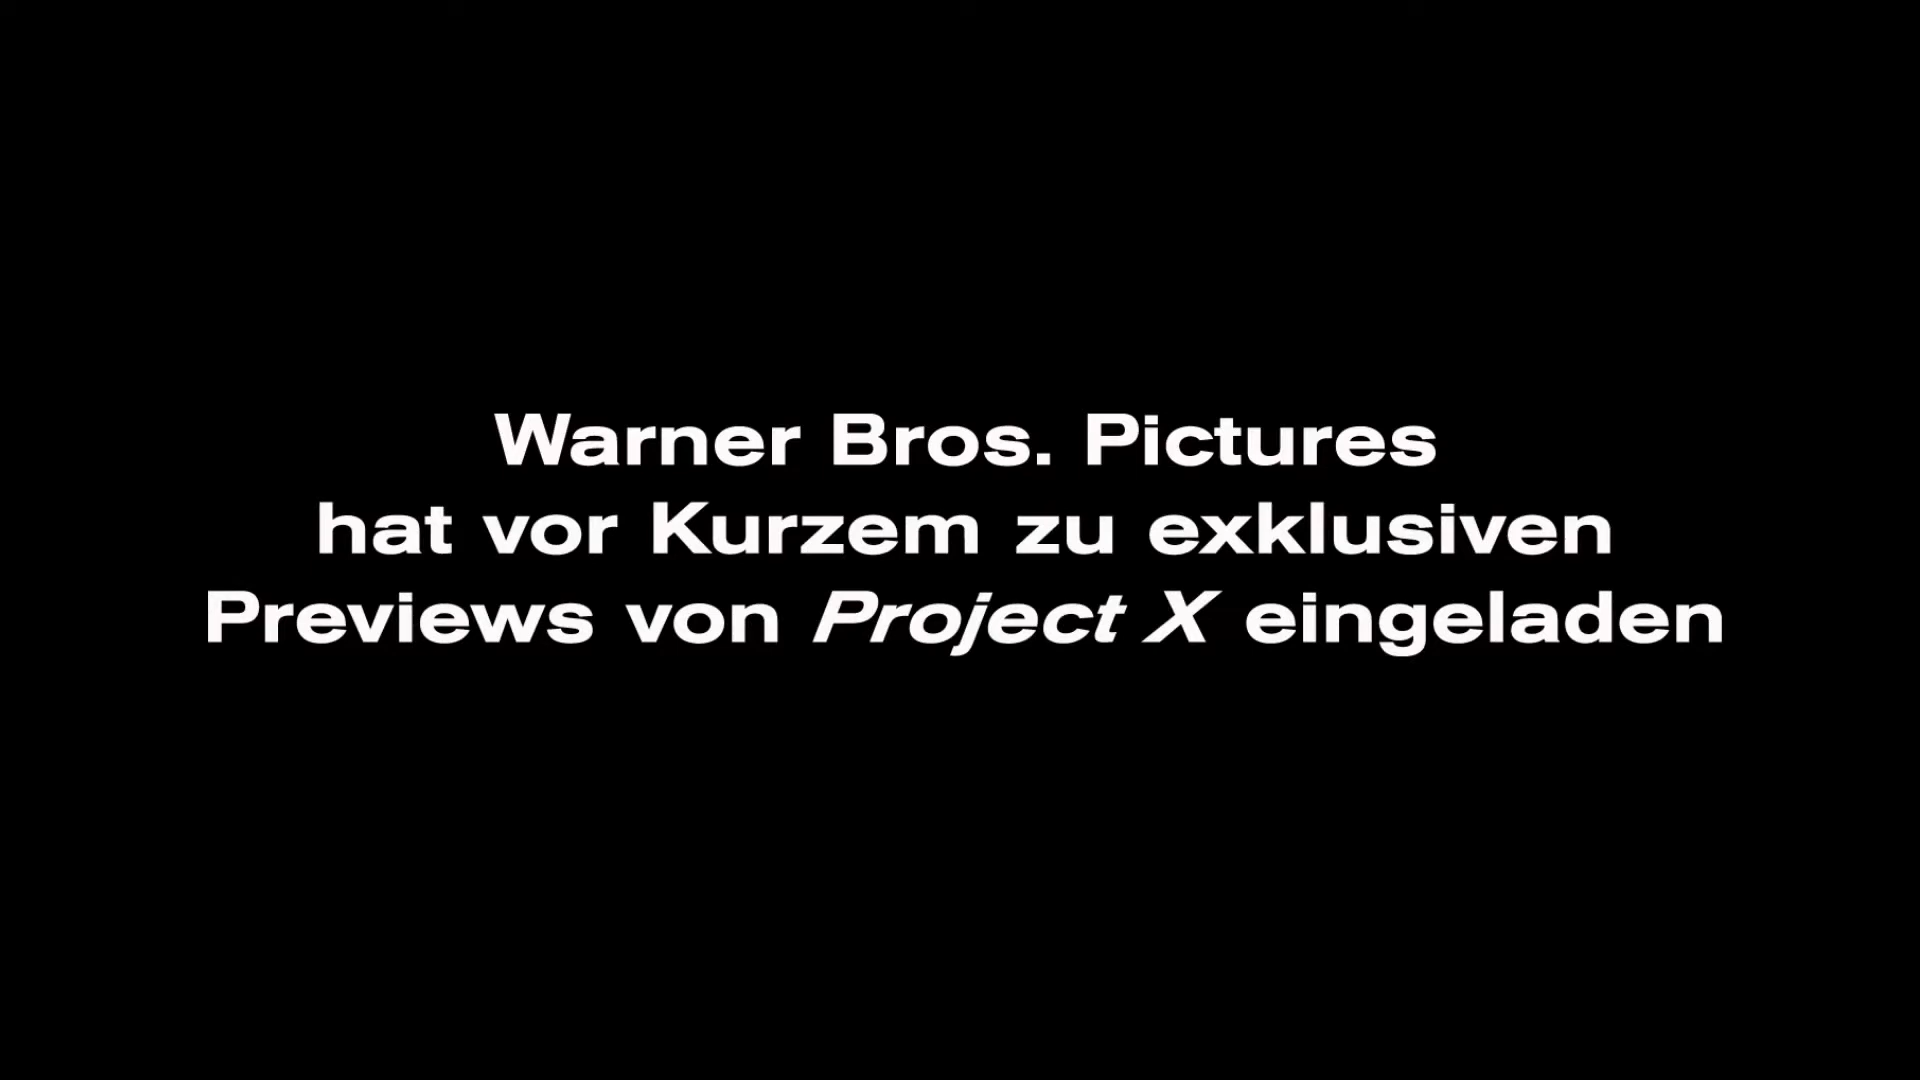 Warner Bros. Pictures
hat vor Kurzem zu exklusiven
Previews von Project X eingeladen